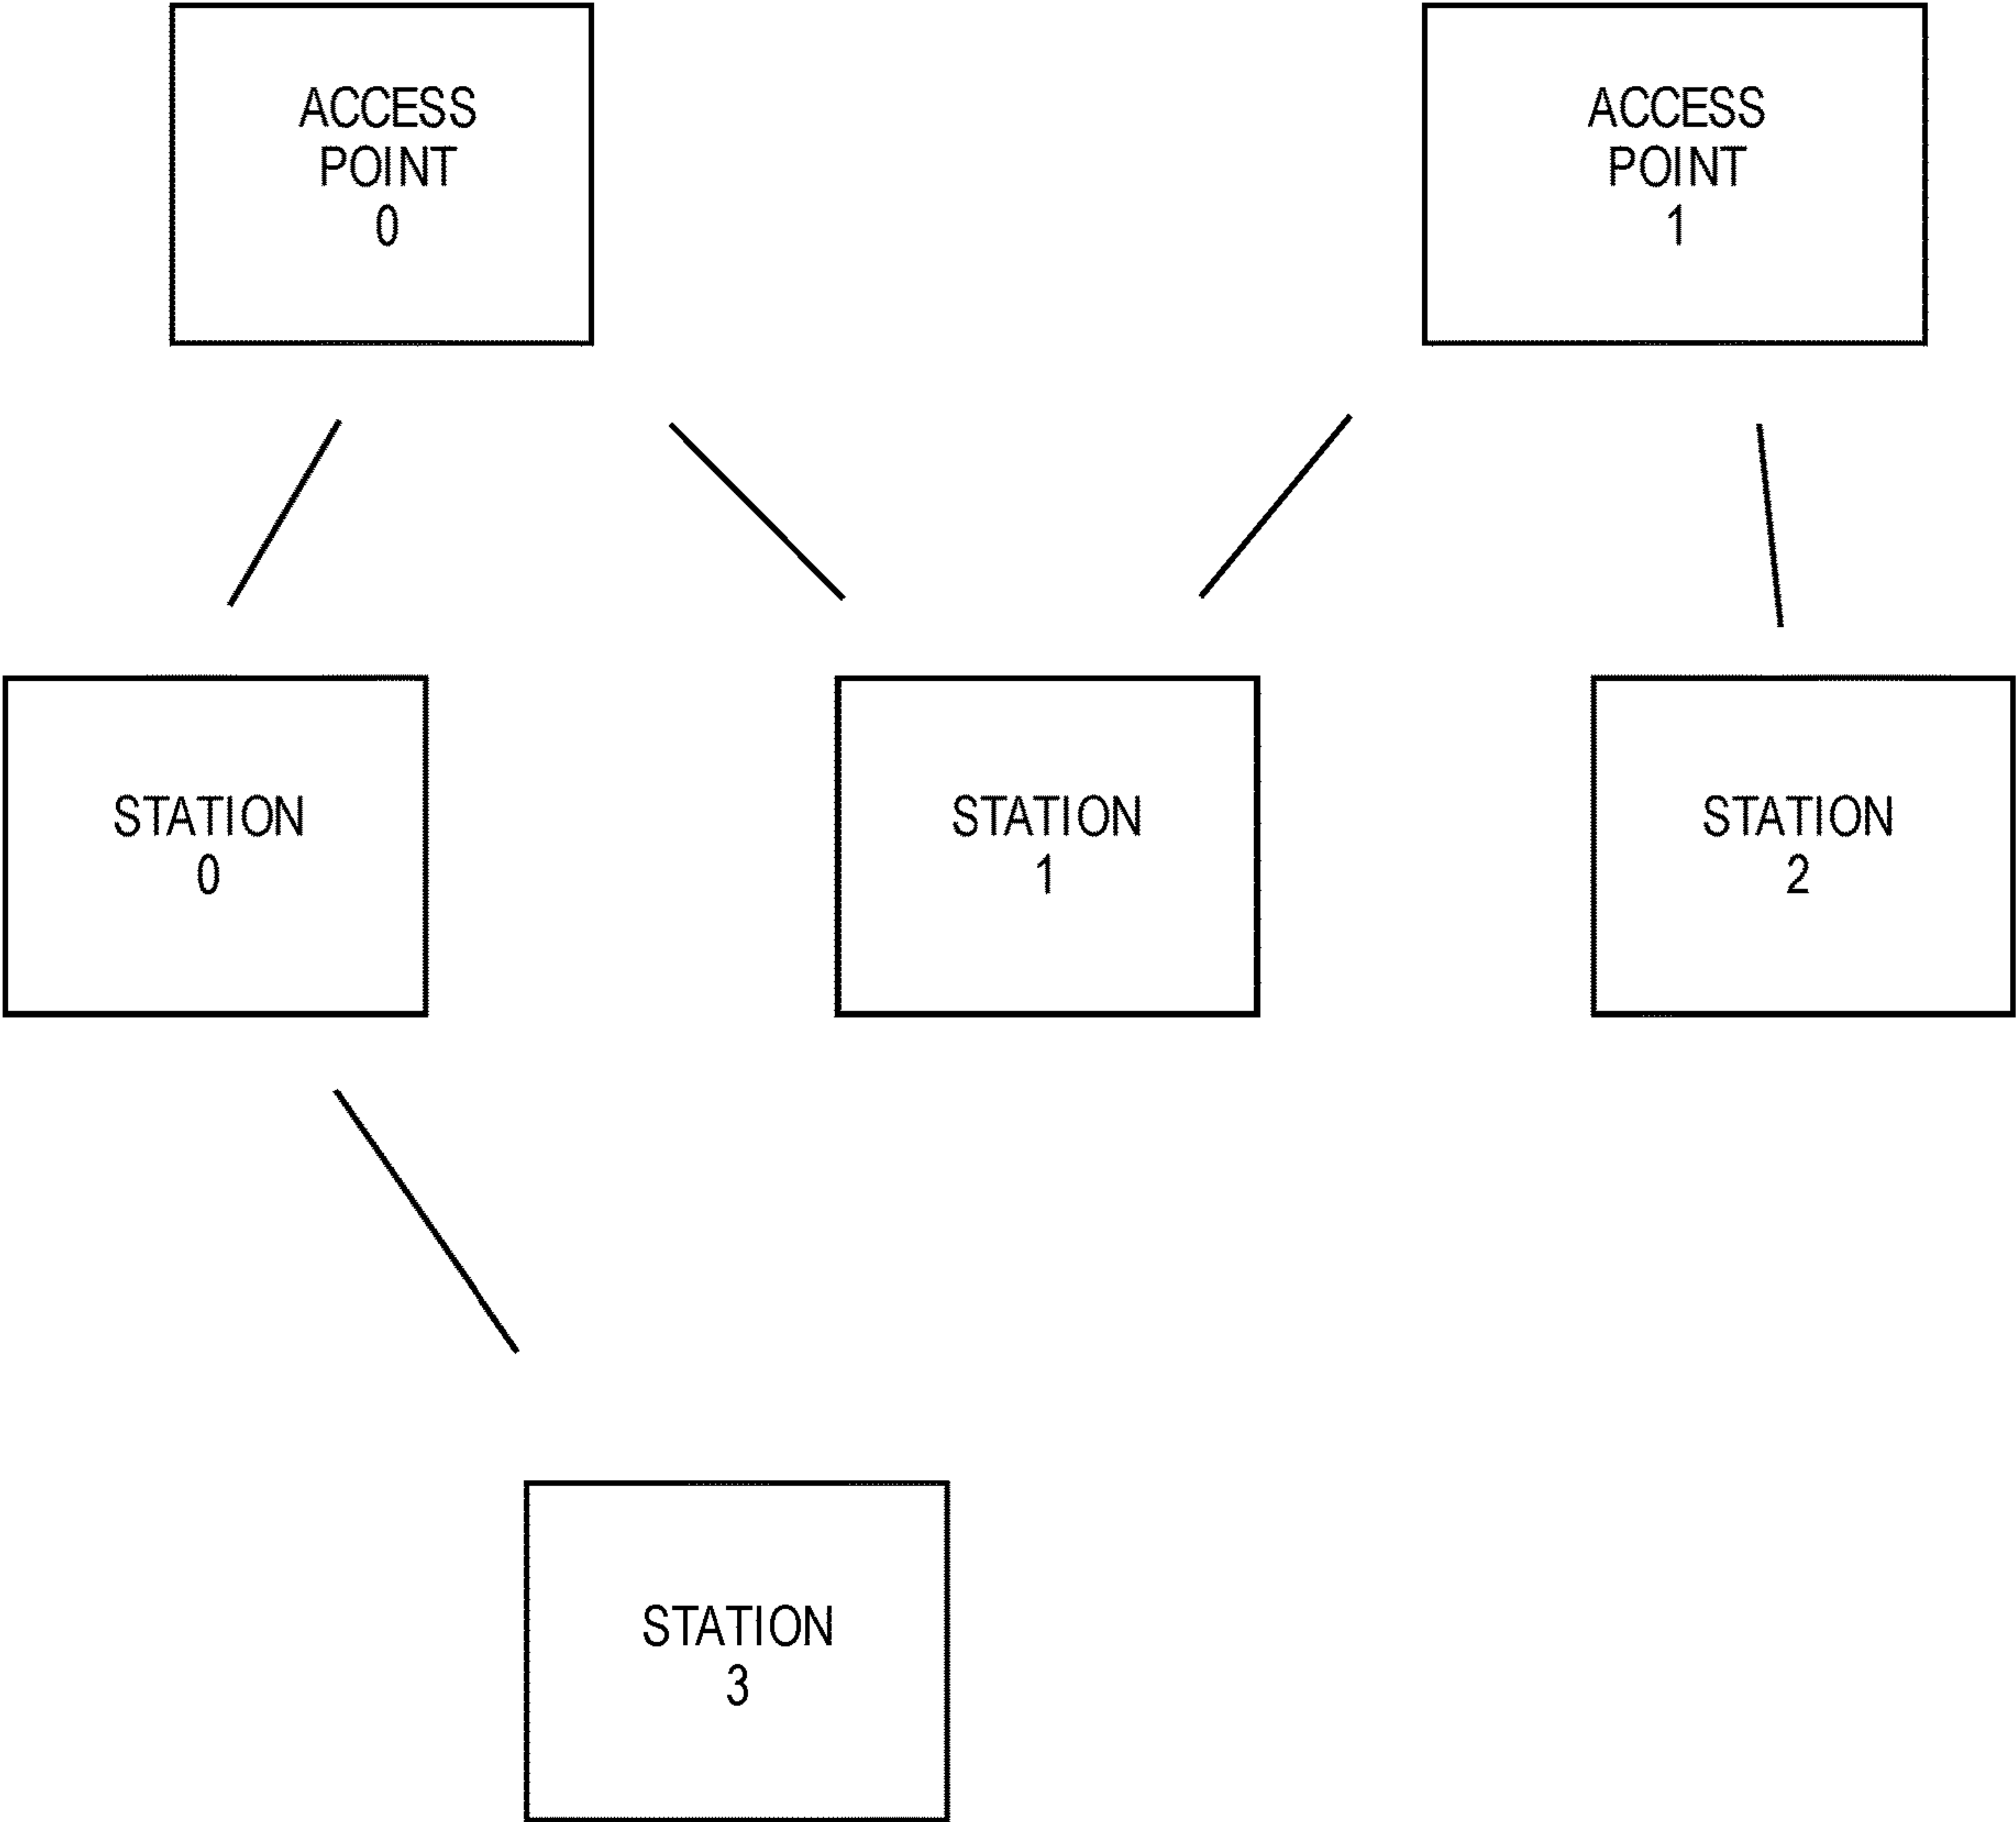 ACCESS
POINT
0
ACCESS
POINT
1
STATION
0
STATION
1
STATION
2
STATION
3